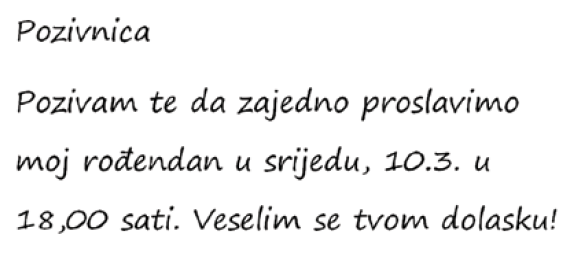 Pozivnica
Pozivam te da zajedno proslavimo
moj rođendan u srijedu, 10.3. u
18,00 sati. Veselim se tvom dolasku!